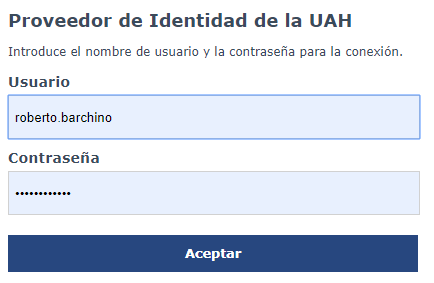 Proveedor de Identidad de la UAH
Introduce el nombre de usuario y la contraseña para la conexión.
Usuario
roberto.barchino
Contraseña
••••••••••••
Aceptar